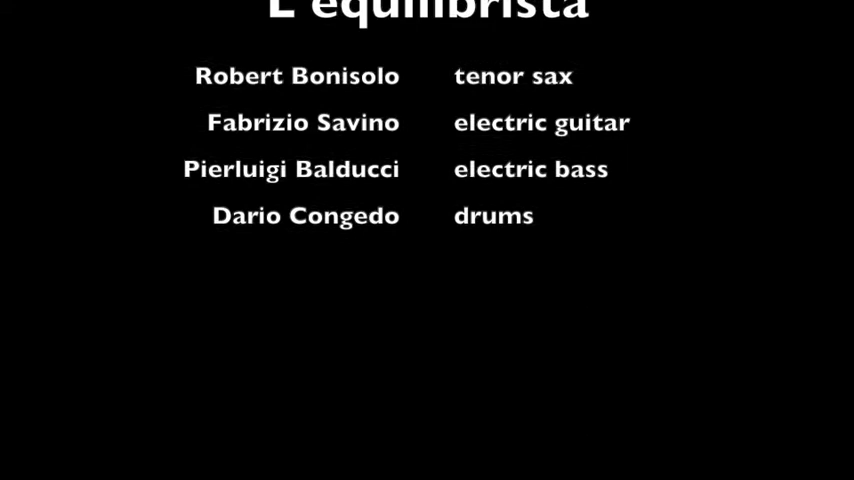 L'equilibrista
Robert Bonisolo tenor sax
Fabrizio Savino electric guitar
Pierluigi Balducci electric bass
Dario Congedo drums